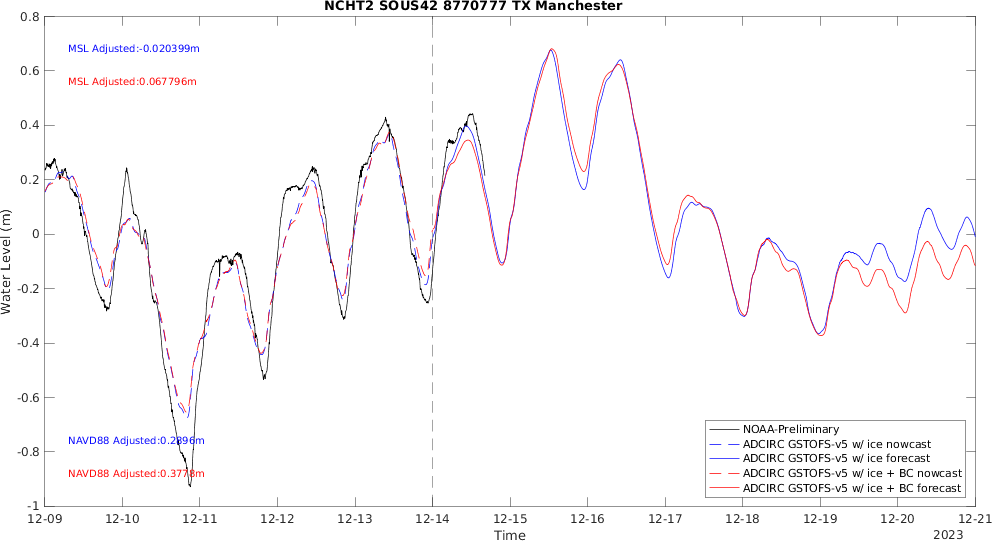 NCHT2 SOUS42 8770777 TX Manchester
MSL Adjusted:-0.020399m
MSL Adjusted:0.067796m
NAVD88 Adjusted:0.2896m
NAVD88 Adjusted:0.3778m
Water Level (m)
0.8
0.6
0.4
0.2
0
-0.2
-0.4
-0.6
-0.8
-1
NOAA-Preliminary
ADCIRC GSTOFS-v5 w/ ice nowcast
ADCIRC GSTOFS-v5 w/ ice forecast
ADCIRC GSTOFS-v5 w/ ice + BC nowcast
ADCIRC GSTOFS-v5 w/ ice + BC forecast
12-09 12-10 12-11 12-12 12-13 12-14 12-15 12-16 12-17 12-18 12-19 12-20 12-21
Time
2023